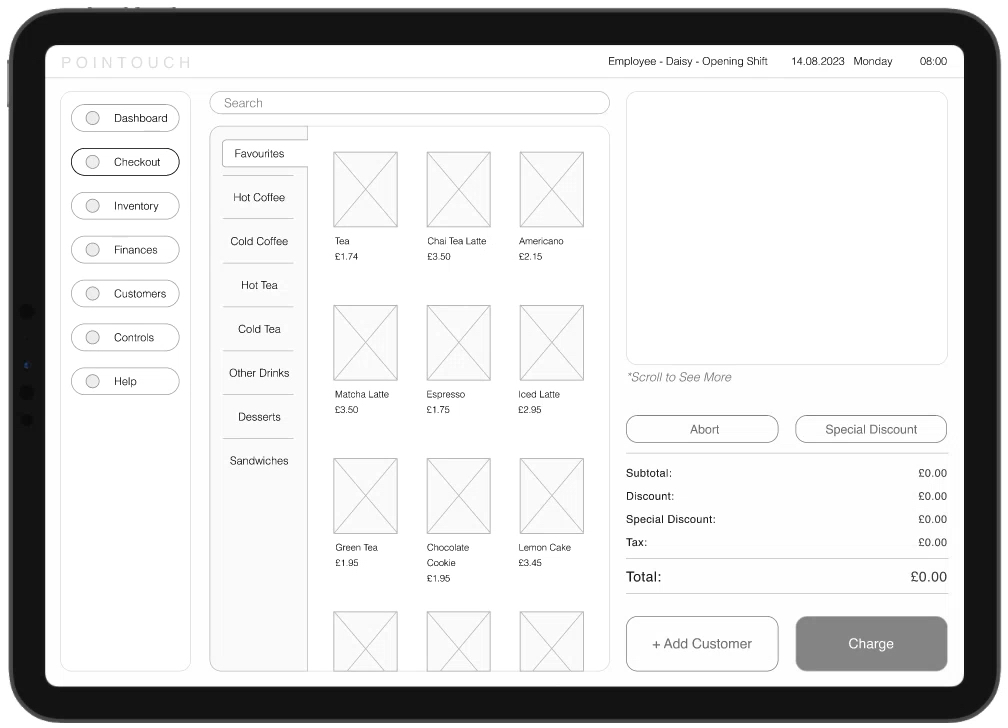 POINTOUCH
Employee - Daisy - Opening Shift 14.08.2023 Monday 08:00
Dashboard
Checkout
Inventory
Finances
Customers
Controls
Help
Search
Favourites
Hot Coffee
Cold Coffee
Hot Tea
Cold Tea
Other Drinks
Desserts
Sandwiches
Tea
£1.74
Chai Tea Latte
£3.50
Americano
£2.15
Matcha Latte
£3.50
Espresso
£1.75
Iced Latte
£2.95
Green Tea
£1.95
Chocolate
Cookie
£1.95
Lemon Cake
£3.45
*Scroll to See More
Abort
Special Discount
Subtotal: £0.00
Discount: £0.00
Special Discount: £0.00
Tax: £0.00
Total: £0.00
+ Add Customer
Charge